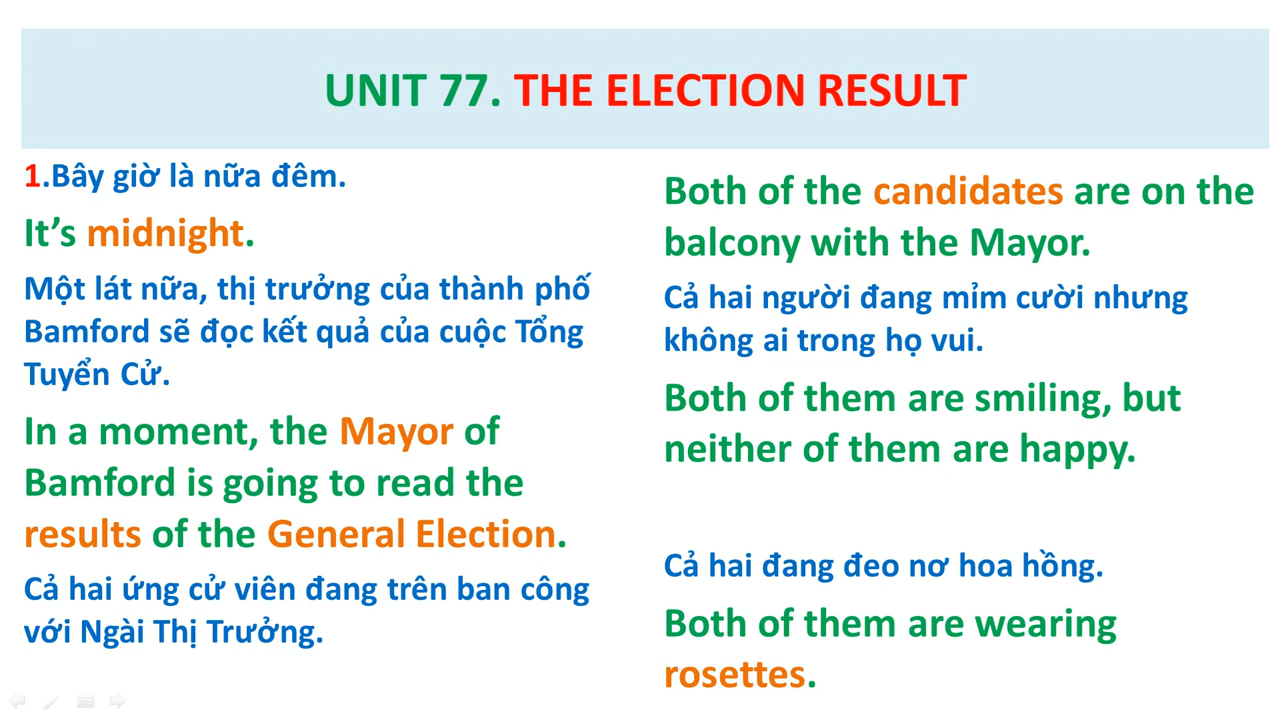 UNIT 77. THE ELECTION RESULT
1.Bây giờ là nữa đêm.
It’s midnight.
Một lát nữa, thị trưởng của thành phố
Bamford sẽ đọc kết quả của cuộc Tổng
Tuyển Cử.
In a moment, the Mayor of
Bamford is going to read the
results of the General Election.
Cả hai ứng cử viên đang trên ban công
với Ngài Thị Trưởng.
Both of the candidates are on the
balcony with the Mayor.
Cả hai người đang mỉm cười nhưng
không ai trong họ vui.
Both of them are smiling, but
neither of them are happy.
Cả hai đang đeo nơ hoa hồng.
Both of them are wearing
rosettes.